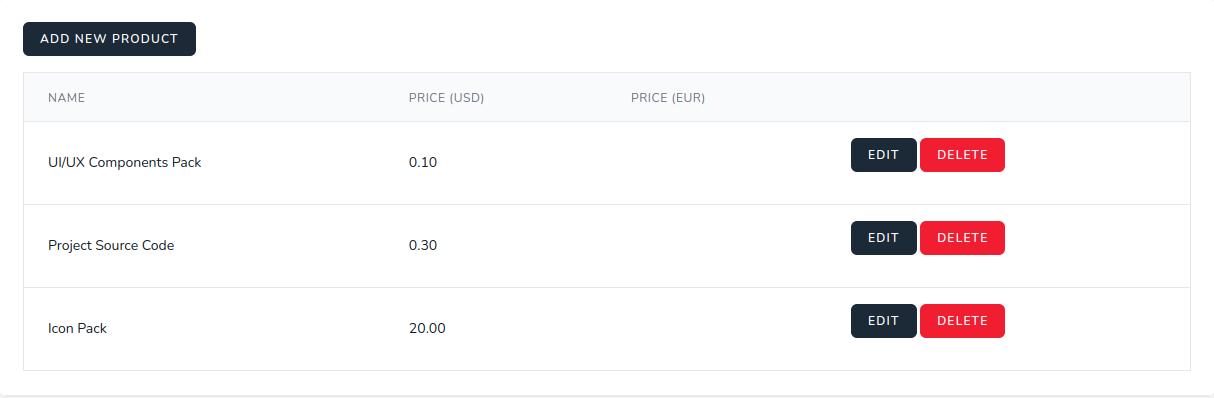 ADD NEW PRODUCT
NAME PRICE (USD) PRICE (EUR)
UI/UX Components Pack 0.10 EDIT DELETE
Project Source Code 0.30 EDIT DELETE
Icon Pack 20.00 EDIT DELETE